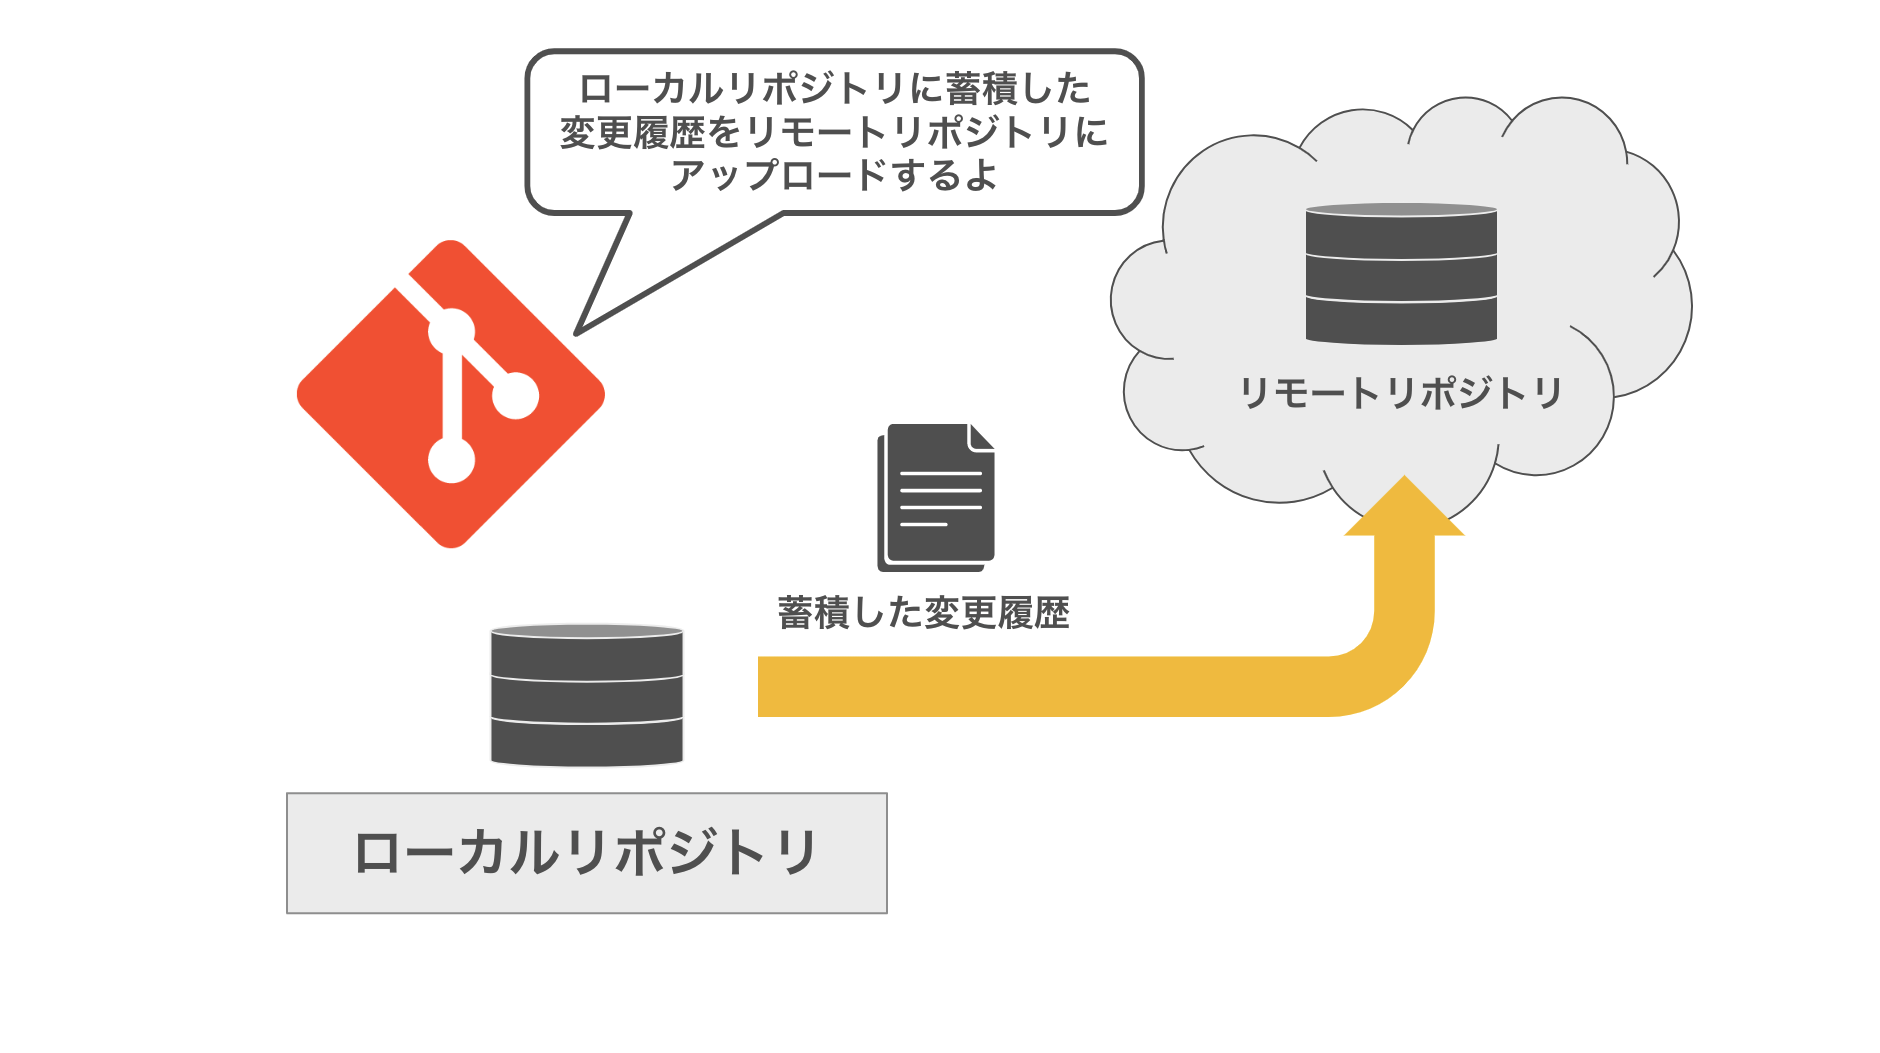 ローカルリポジトリに蓄積した
変更履歴をリモートリポジトリに
アップロードするよ
リモートリポジトリ
蓄積した変更履歴
ローカルリポジトリ